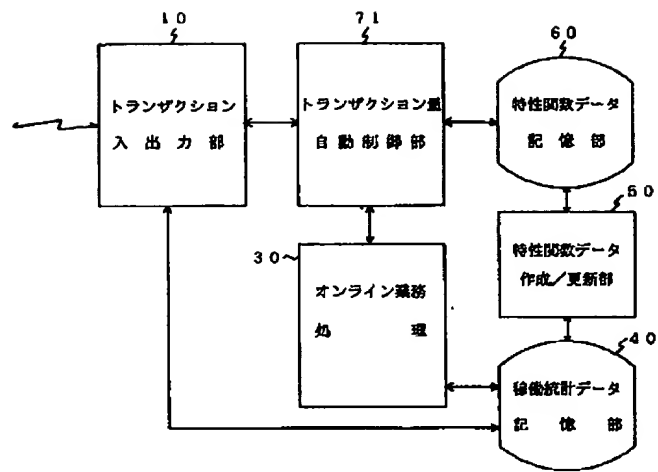 10
71
60
トランザクション
入出力部
トランザクション量
自動制御部
特性関数データ
記憶部
50
特性関数データ
作成/更新部
30
オンライン業務
処理
40
稼働統計データ
記憶部